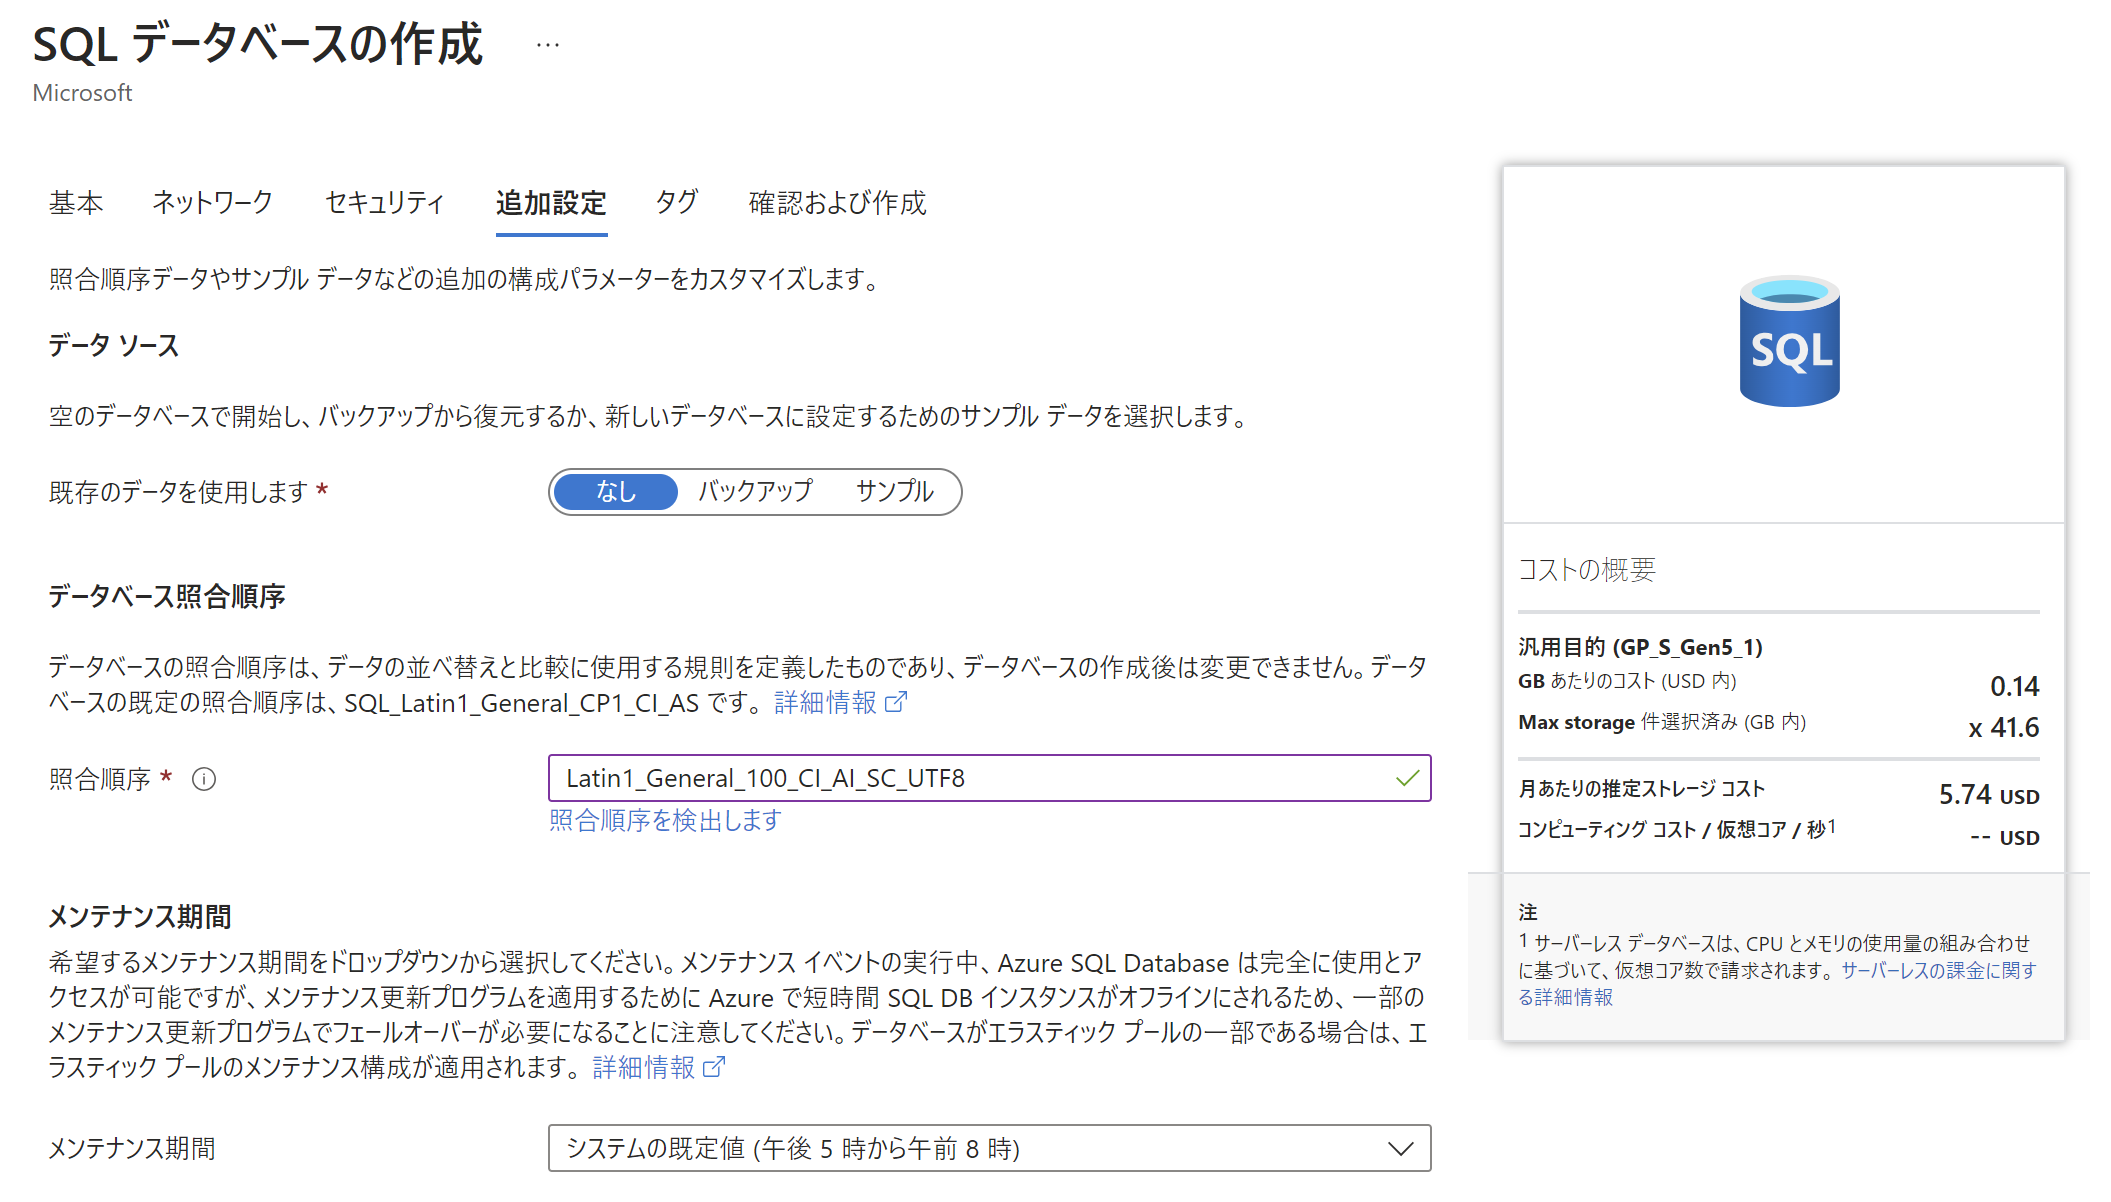 SQL データベースの作成 …
Microsoft
基本 ネットワーク セキュリティ 追加設定 タグ 確認および作成
照合順序データやサンプル データなどの追加の構成パラメーターをカスタマイズします。
データ ソース
空のデータベースで開始し、バックアップから復元するか、新しいデータベースに設定するためのサンプル データを選択します。
既存のデータを使用します * なし バックアップ サンプル
データベース照合順序
データベースの照合順序は、データの並べ替えと比較に使用する規則を定義したものであり、データベースの作成後は変更できません。データ
ベースの既定の照合順序は、SQL_Latin1_General_CP1_CI_AS です。 詳細情報
照合順序 * Latin1_General_100_CI_AI_SC_UTF8
照合順序を検出します
メンテナンス期間
希望するメンテナンス期間をドロップダウンから選択してください。メンテナンス イベントの実行中、Azure SQL Database は完全に使用とア
クセスが可能ですが、メンテナンス更新プログラムを適用するために Azure で短時間 SQL DB インスタンスがオフラインにされるため、一部の
メンテナンス更新プログラムでフェールオーバーが必要になることに注意してください。データベースがエラスティック プールの一部である場合は、エ
ラスティック プールのメンテナンス構成が適用されます。 詳細情報
メンテナンス期間 システムの既定値 (午後 5 時から午前 8 時)
SQL
コストの概要
汎用目的 (GP_S_Gen5_1)
GB あたりのコスト (USD 内) 0.14
Max storage 件選択済み (GB 内) x 41.6
月あたりの推定ストレージ コスト 5.74 USD
コンピューティング コスト / 仮想コア / 秒1 -- USD
注
1 サーバーレス データベースは、CPU とメモリの使用量の組み合わせ
に基づいて、仮想コア数で請求されます。サーバーレスの課金に関す
る詳細情報